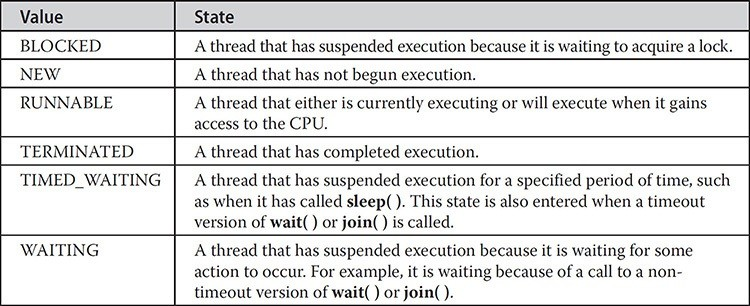 Value State
BLOCKED A thread that has suspended execution because it is waiting to acquire a lock.
NEW A thread that has not begun execution.
RUNNABLE A thread that either is currently executing or will execute when it gains
access to the CPU.
TERMINATED A thread that has completed execution.
TIMED_WAITING A thread that has suspended execution for a specified period of time, such
as when it has called sleep( ). This state is also entered when a timeout
version of wait( ) or join( ) is called.
WAITING A thread that has suspended execution because it is waiting for some
action to occur. For example, it is waiting because of a call to a non-
timeout version of wait( ) or join( ).